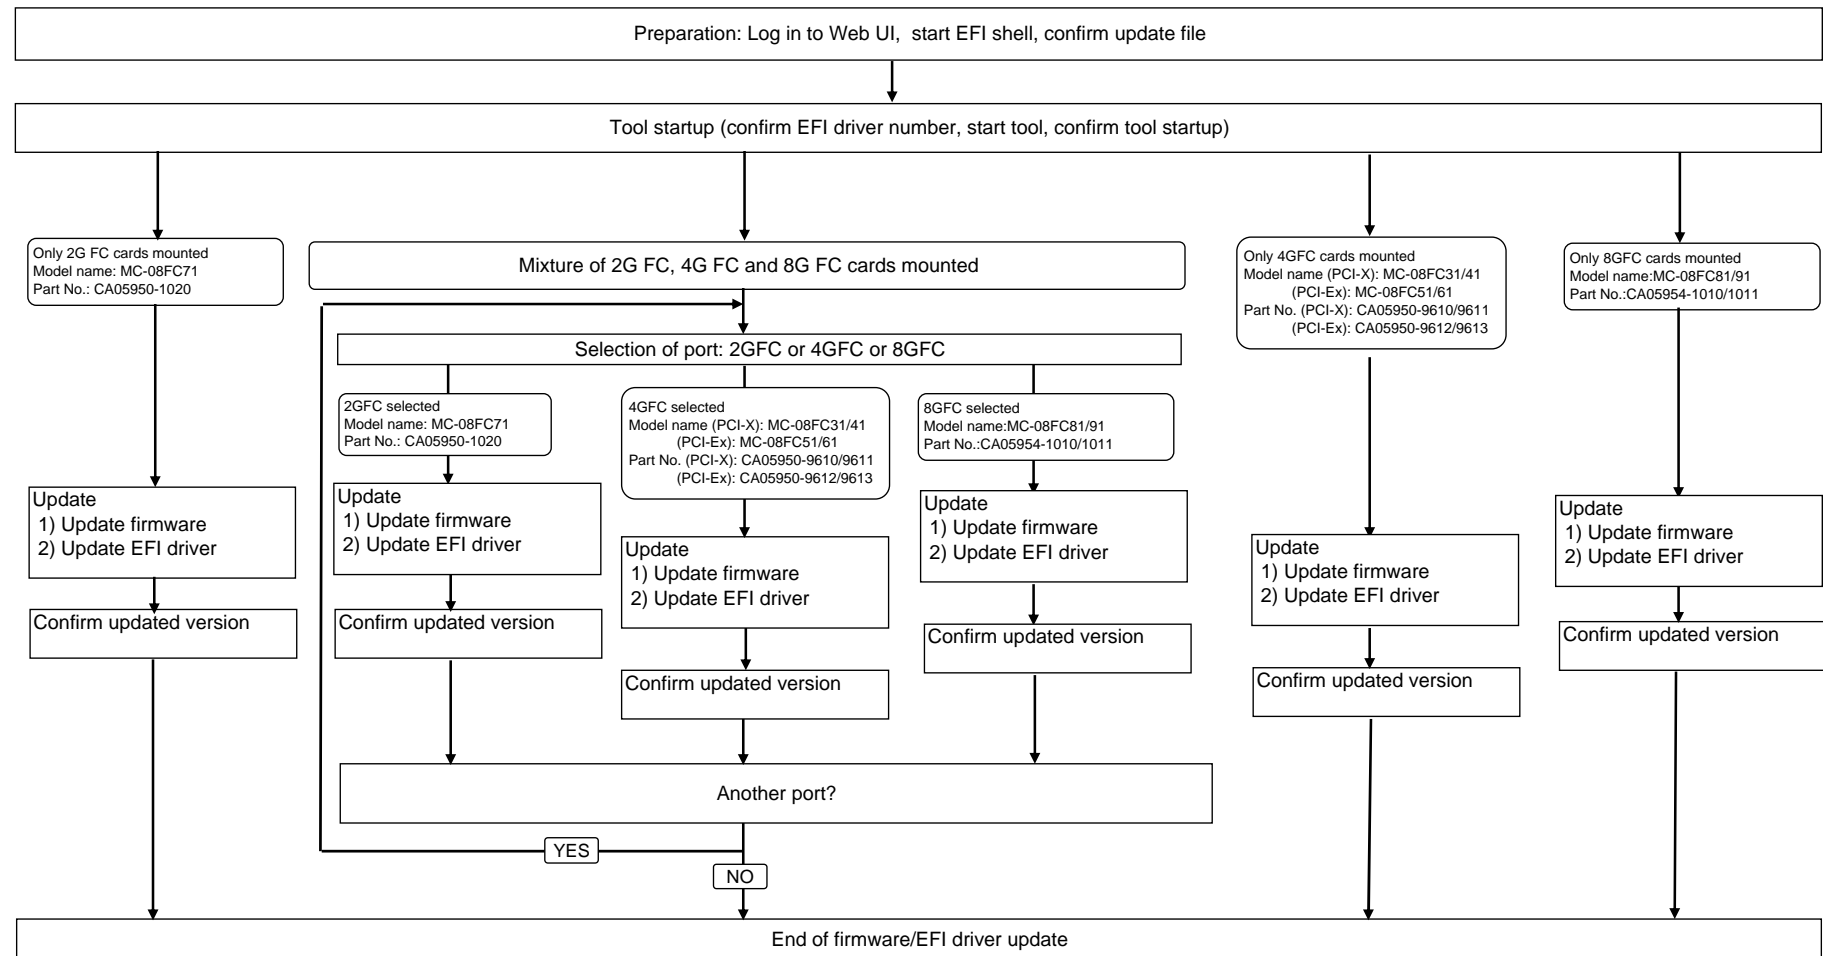 Preparation: Log in to Web UI,  start EFI shell, confirm update file
Tool startup (confirm EFI driver number, start tool, confirm tool startup)
Only 2G FC cards mounted
Model name: MC-08FC71
Part No.: CA05950-1020
Update
1) Update firmware
2) Update EFI driver
Confirm updated version
Mixture of 2G FC, 4G FC and 8G FC cards mounted
Selection of port: 2GFC or 4GFC or 8GFC
2GFC selected
Model name: MC-08FC71
Part No.: CA05950-1020
Update
1) Update firmware
2) Update EFI driver
Confirm updated version
4GFC selected
Model name (PCI-X): MC-08FC31/41
(PCI-Ex): MC-08FC51/61
Part No. (PCI-X): CA05950-9610/9611
(PCI-Ex): CA05950-9612/9613
Update
1) Update firmware
2) Update EFI driver
Confirm updated version
8GFC selected
Model name:MC-08FC81/91
Part No.:CA05954-1010/1011
Update
1) Update firmware
2) Update EFI driver
Confirm updated version
Another port?
YES
NO
Only 4GFC cards mounted
Model name (PCI-X): MC-08FC31/41
(PCI-Ex): MC-08FC51/61
Part No. (PCI-X): CA05950-9610/9611
(PCI-Ex): CA05950-9612/9613
Update
1) Update firmware
2) Update EFI driver
Confirm updated version
Only 8GFC cards mounted
Model name:MC-08FC81/91
Part No.:CA05954-1010/1011
Update
1) Update firmware
2) Update EFI driver
Confirm updated version
End of firmware/EFI driver update